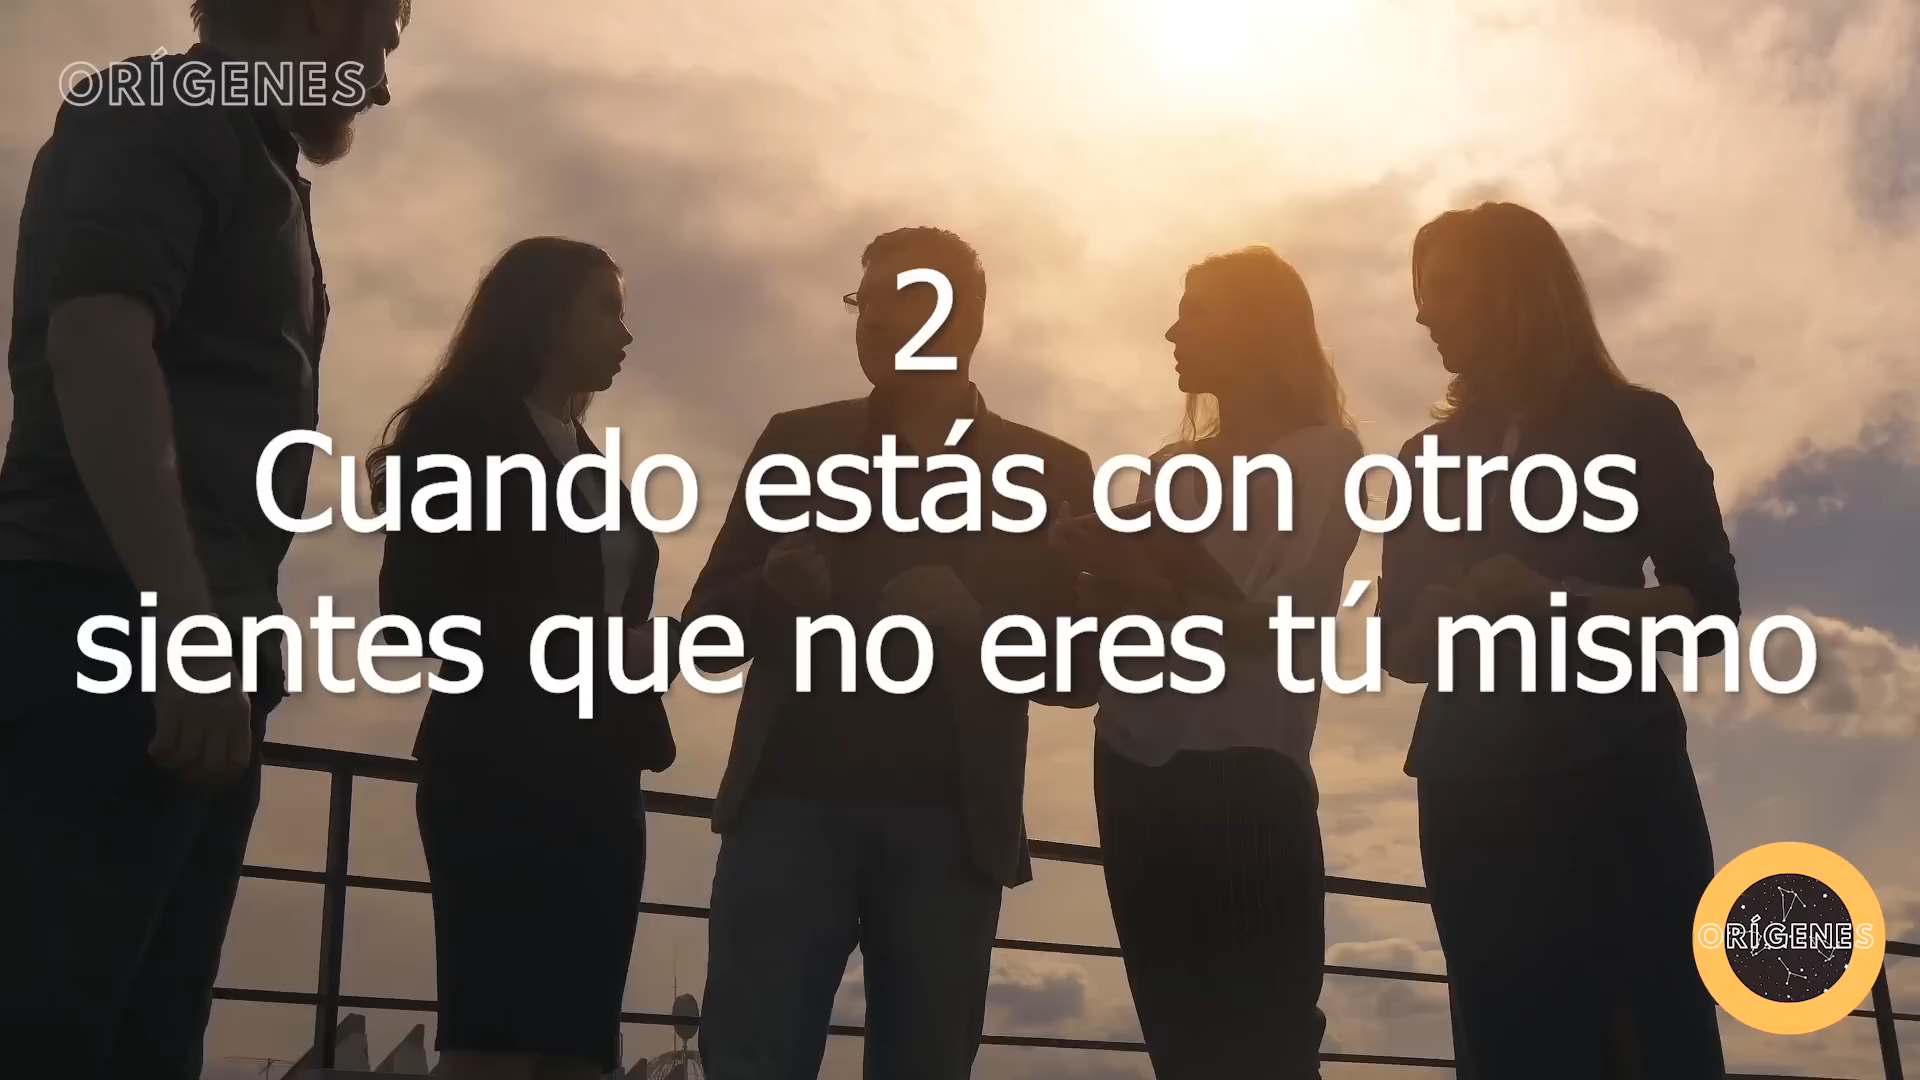 ORÍGENES
2
Cuando estás con otros
sientes que no eres tú mismo
ORÍGENES